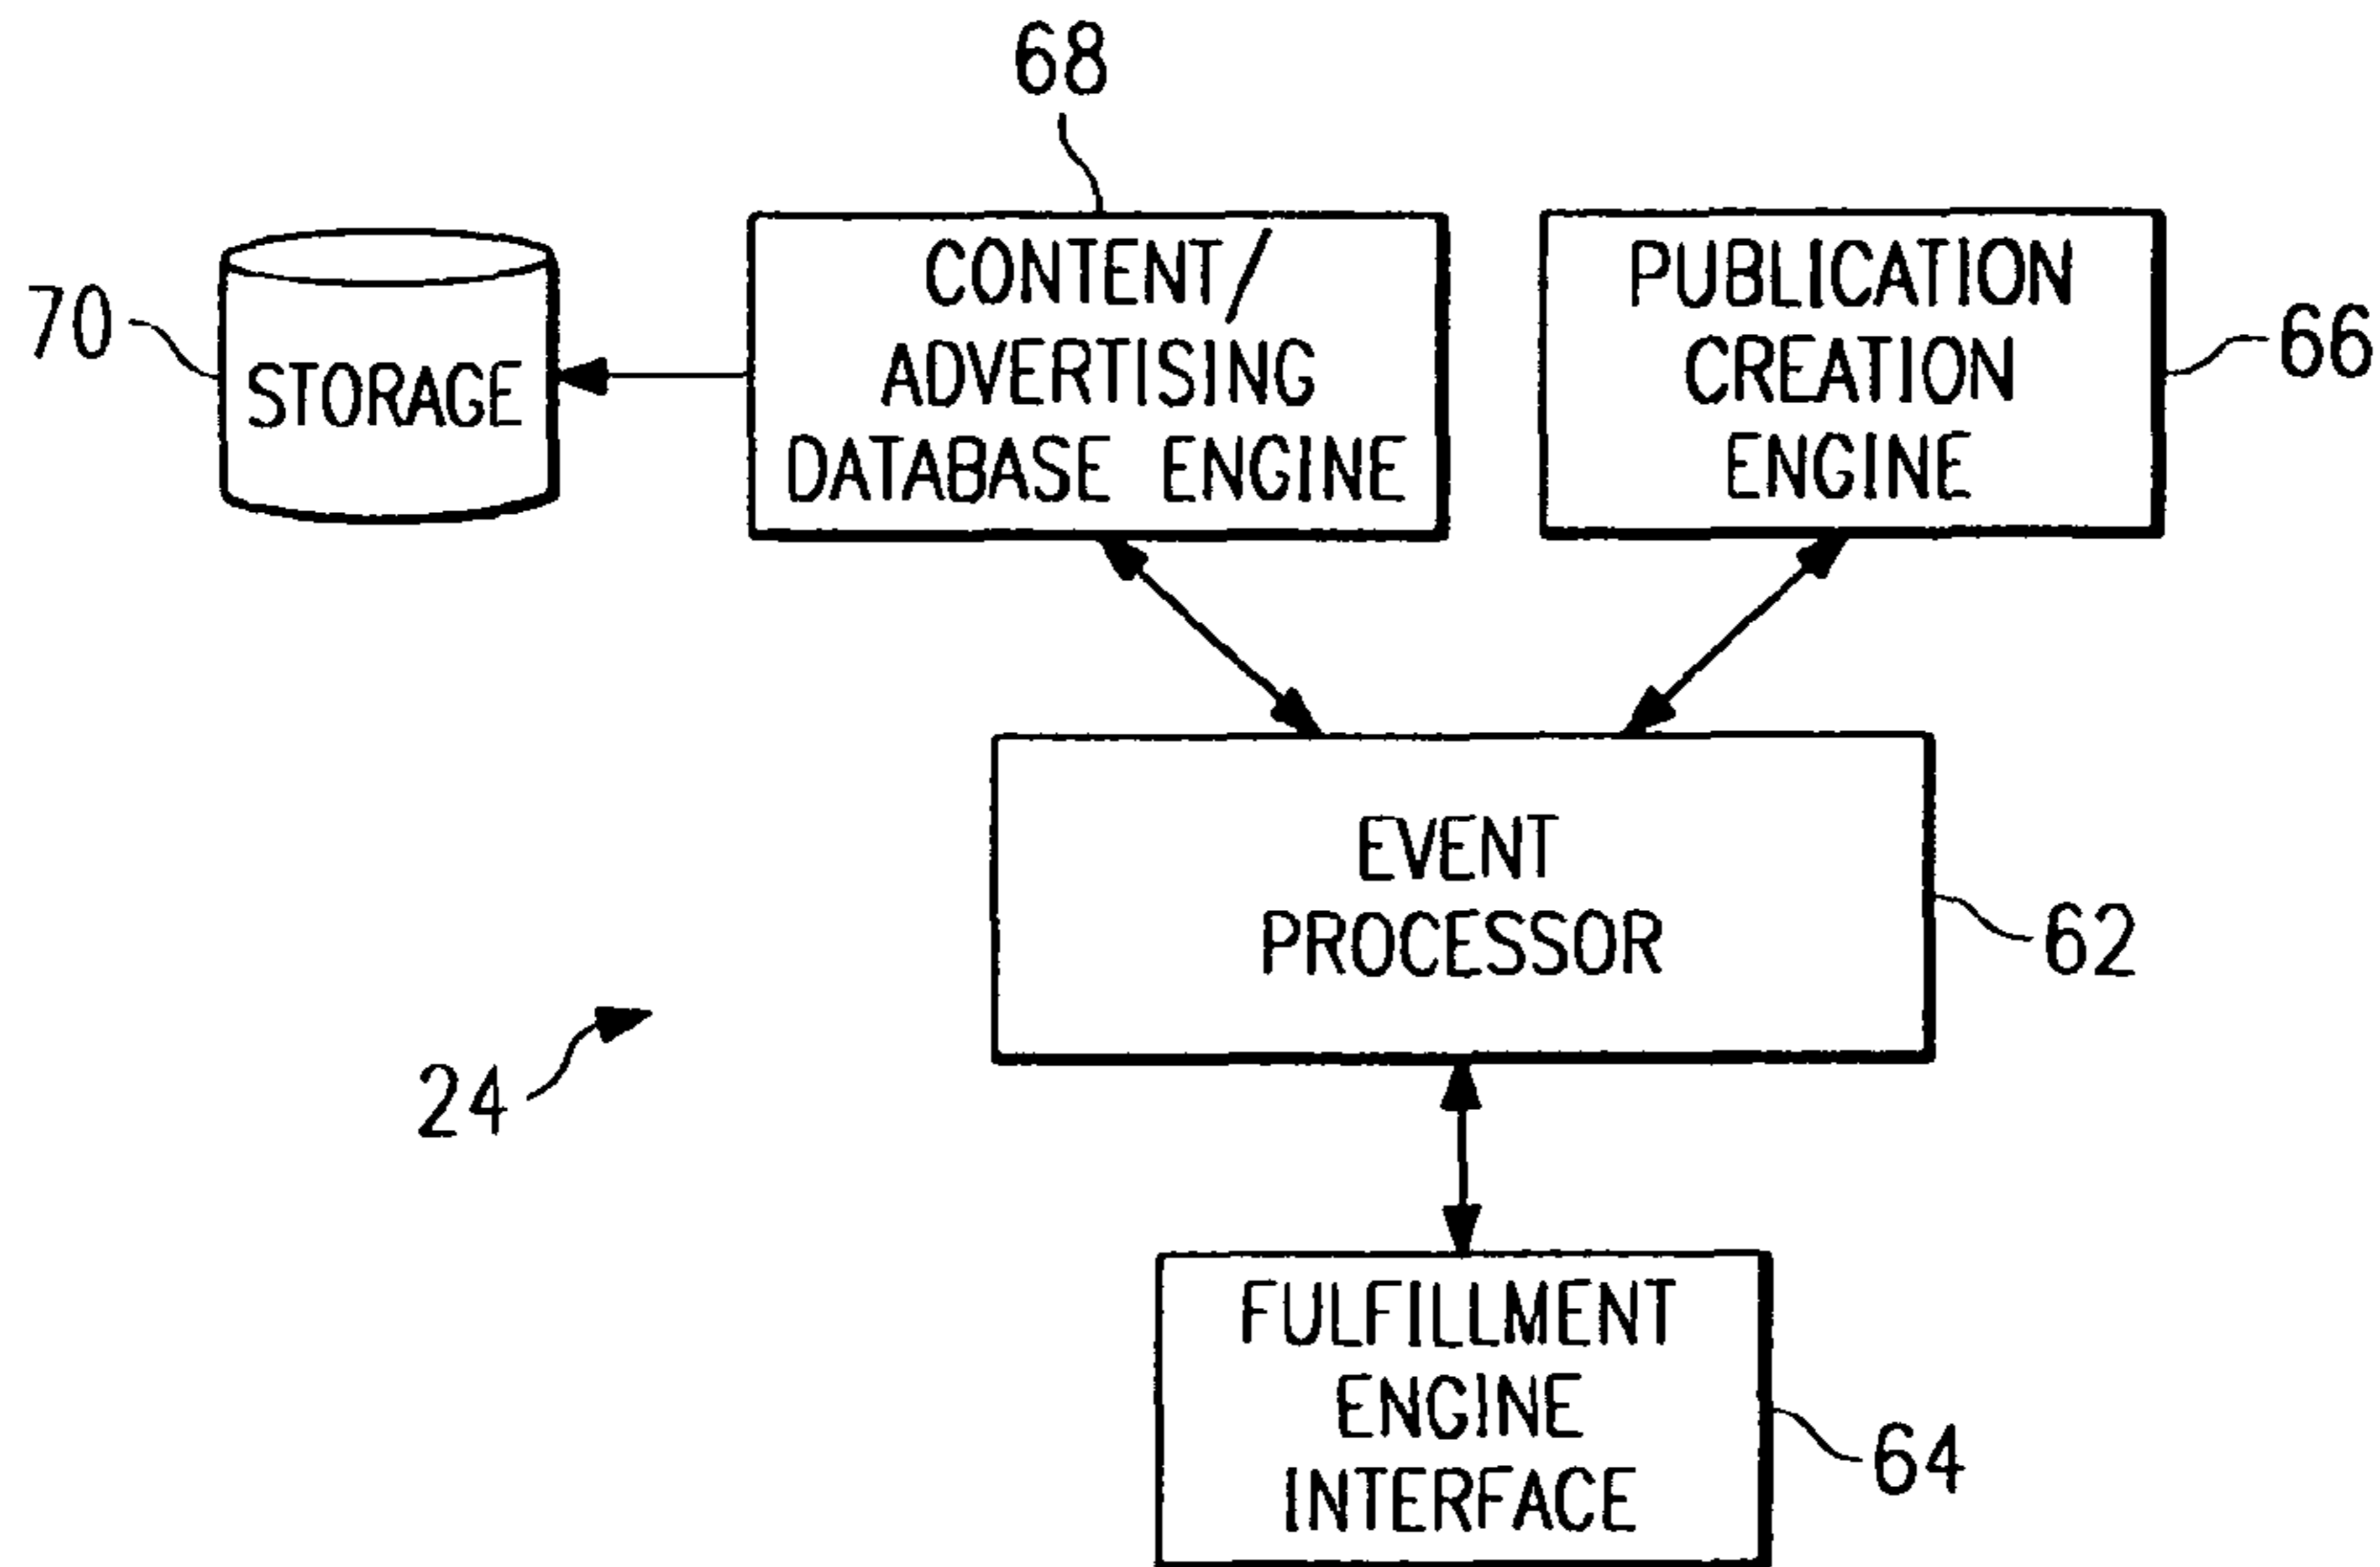 68
CONTENT/
ADVERTISING
DATABASE ENGINE
PUBLICATION
CREATION
ENGINE
66
70
STORAGE
EVENT
PROCESSOR
62
24
FULFILLMENT
ENGINE
INTERFACE
64